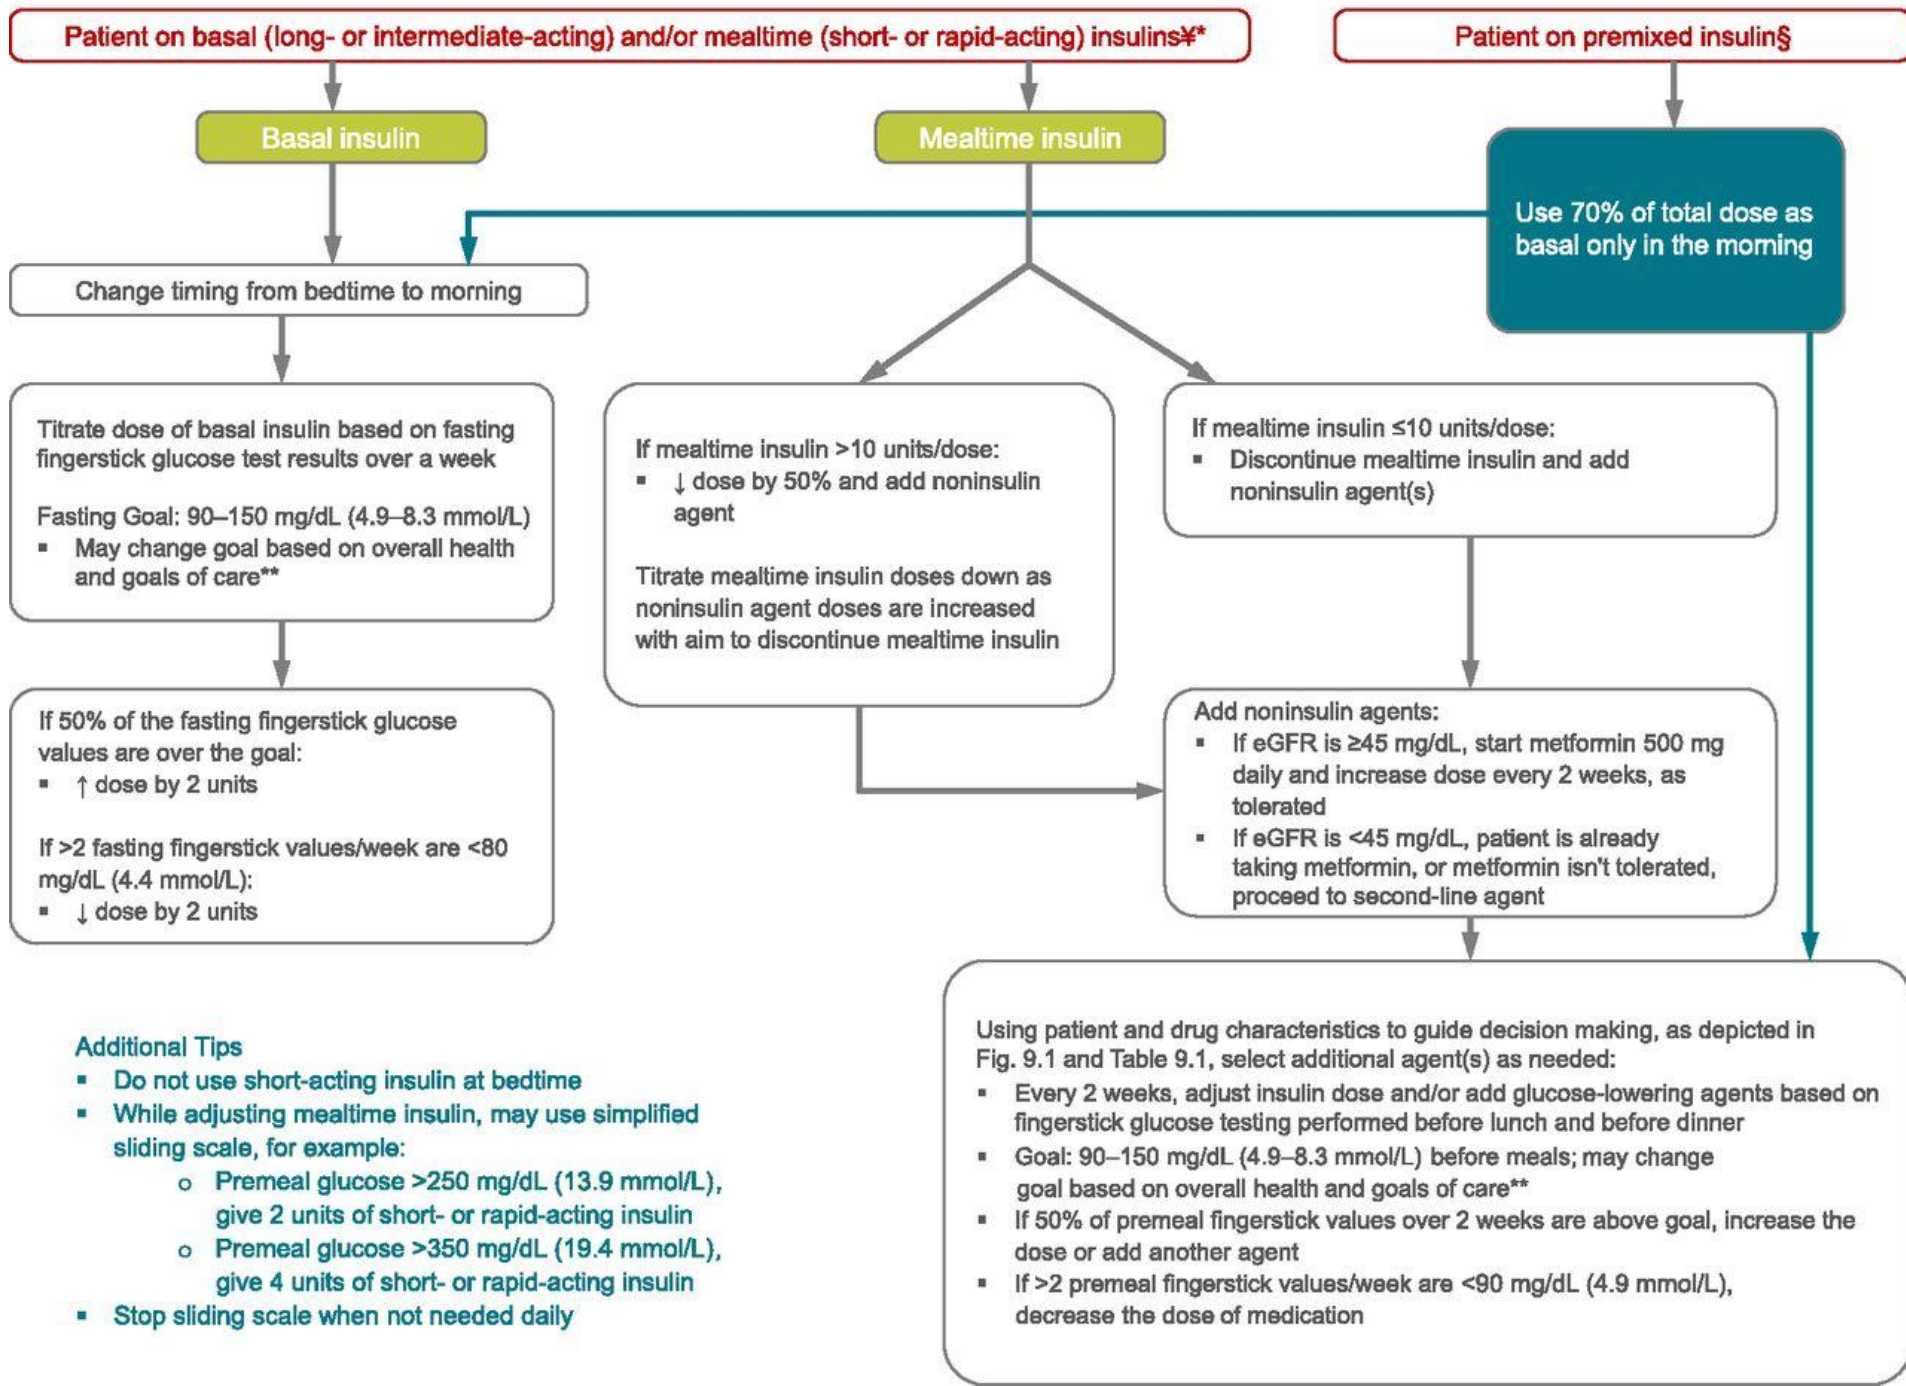 Patient on basal (long- or intermediate-acting) and/or mealtime (short- or rapid-acting) insulins¥*
Patient on premixed insulin§
Basal insulin
Mealtime insulin
Use 70% of total dose as
basal only in the morning
Change timing from bedtime to morning
Titrate dose of basal insulin based on fasting
fingerstick glucose test results over a week
Fasting Goal: 90–150 mg/dL (4.9–8.3 mmol/L)
▪ May change goal based on overall health
and goals of care**
If mealtime insulin >10 units/dose:
▪ ↓ dose by 50% and add noninsulin
agent
Titrate mealtime insulin doses down as
noninsulin agent doses are increased
with aim to discontinue mealtime insulin
If mealtime insulin ≤10 units/dose:
▪ Discontinue mealtime insulin and add
noninsulin agent(s)
If 50% of the fasting fingerstick glucose
values are over the goal:
▪ ↑ dose by 2 units
If >2 fasting fingerstick values/week are <80
mg/dL (4.4 mmol/L):
▪ ↓ dose by 2 units
Add noninsulin agents:
▪ If eGFR is ≥45 mg/dL, start metformin 500 mg
daily and increase dose every 2 weeks, as
tolerated
▪ If eGFR is <45 mg/dL, patient is already
taking metformin, or metformin isn't tolerated,
proceed to second-line agent
Additional Tips
▪ Do not use short-acting insulin at bedtime
▪ While adjusting mealtime insulin, may use simplified
sliding scale, for example:
o Premeal glucose >250 mg/dL (13.9 mmol/L),
give 2 units of short- or rapid-acting insulin
o Premeal glucose >350 mg/dL (19.4 mmol/L),
give 4 units of short- or rapid-acting insulin
▪ Stop sliding scale when not needed daily
Using patient and drug characteristics to guide decision making, as depicted in
Fig. 9.1 and Table 9.1, select additional agent(s) as needed:
▪ Every 2 weeks, adjust insulin dose and/or add glucose-lowering agents based on
fingerstick glucose testing performed before lunch and before dinner
▪ Goal: 90–150 mg/dL (4.9–8.3 mmol/L) before meals; may change
goal based on overall health and goals of care**
▪ If 50% of premeal fingerstick values over 2 weeks are above goal, increase the
dose or add another agent
▪ If >2 premeal fingerstick values/week are <90 mg/dL (4.9 mmol/L),
decrease the dose of medication